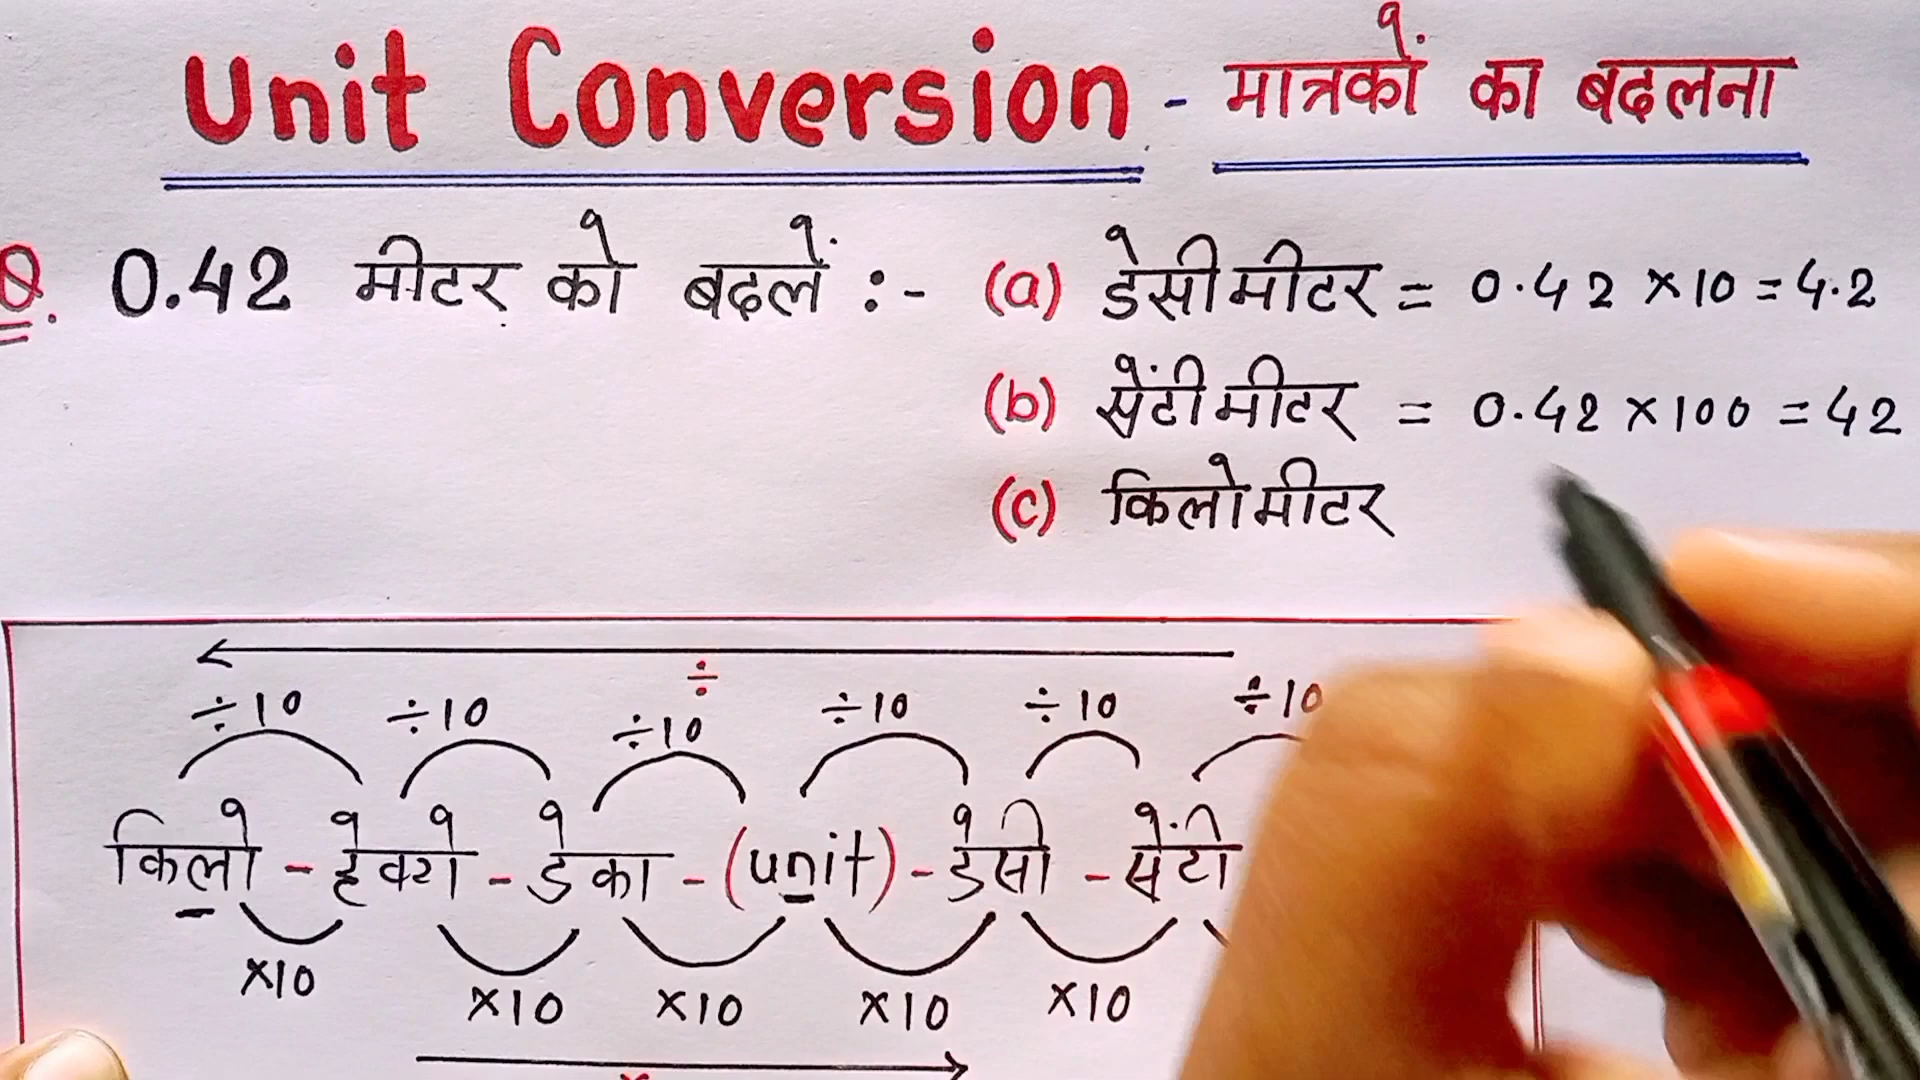 Unit Conversion - मात्रकों का बदलना
Q. 0.42 मीटर को बदलें :- (a) डेसीमीटर = 0.42 ×10 = 4.2
(b) सेंटीमीटर = 0.42 ×100 = 42
(c) किलोमीटर
÷
÷10 ÷10 ÷10 ÷10 ÷10 ÷10
किलो - हेक्टो - डेका - (unit) - डेसी - सेंटी
×10 ×10 ×10 ×10 ×10